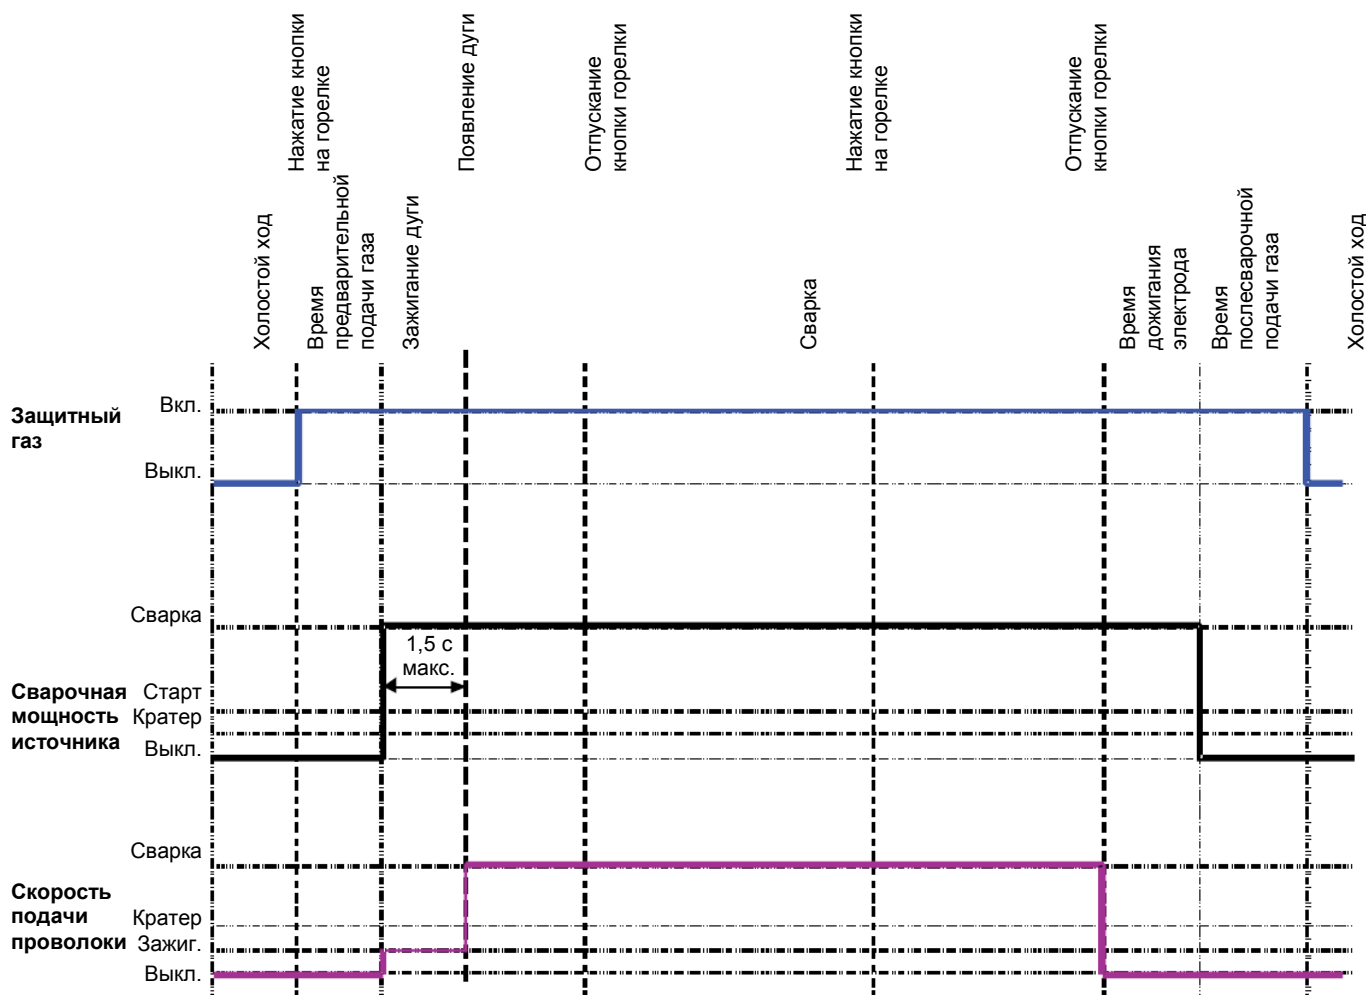 Нажатие кнопки
на горелке
Появление дуги
Отпускание
кнопки горелки
Нажатие кнопки
на горелке
Отпускание
кнопки горелки
Холостой ход
Время
предварительной
подачи газа
Зажигание дуги
Сварка
Время
дожигания
электрода
Время
послесварочной
подачи газа
Холостой ход
Защитный
газ
Вкл.
Выкл.
Сварочная
мощность
источника
Сварка
Старт
Кратер
Выкл.
1,5 с
макс.
Скорость
подачи
проволоки
Сварка
Кратер
Зажиг.
Выкл.